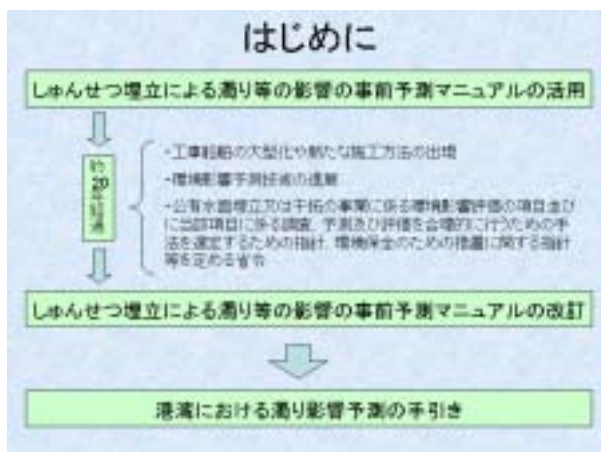 はじめに
しゅんせつ埋立による濁り等の影響の事前予測マニュアルの活用
約20年経過
・工事船舶の大型化や新たな施工方法の出現
・環境影響予測技術の進展
・公有水面埋立又は干拓の事業に係る環境影響評価の項目並び
に当該項目に係る調査、予測及び評価を合理的に行うための手
法を選定するための指針、環境保全のための措置に関する指針
等を定める省令
しゅんせつ埋立による濁り等の影響の事前予測マニュアルの改訂
港湾における濁り影響予測の手引き